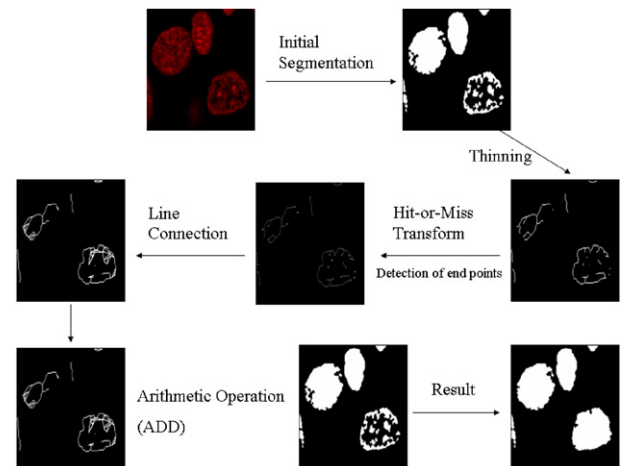 Initial
Segmentation
Thinning
Hit-or-Miss
Transform
Detection of end points
Line
Connection
Arithmetic Operation
(ADD)
Result